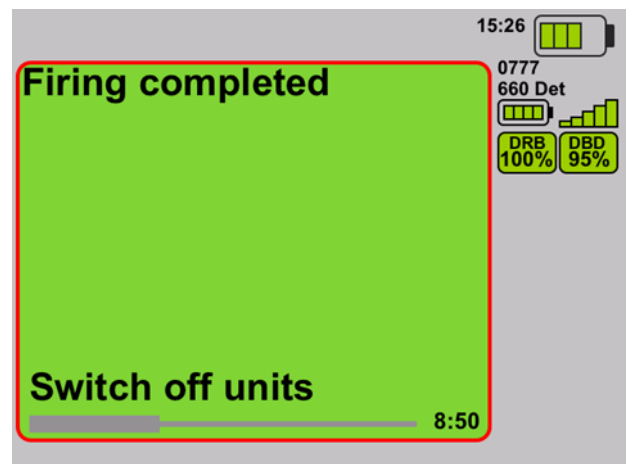 15:26
Firing completed
0777
660 Det
DRB
100%
DBD
95%
Switch off units
8:50